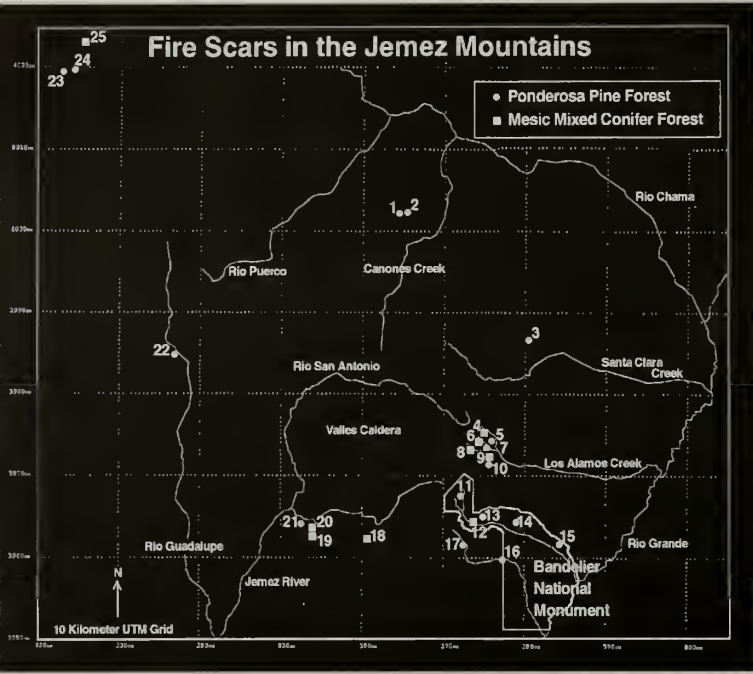 Fire Scars in the Jemez Mountains
Ponderosa Pine Forest
Mesic Mixed Conifer Forest
25
24
23
1 2
Rio Chama
Rio Puerco
Canones Creek
3
22
Rio San Antonio
Santa Clara
Creek
Valles Caldera
4
5
6
7
8
9
10
Los Alamos Creek
11
21
20
19
18
13
14
12
15
17
16
Rio Guadalupe
Rio Grande
Jemez River
Bandelier
National
Monument
N
10 Kilometer UTM Grid